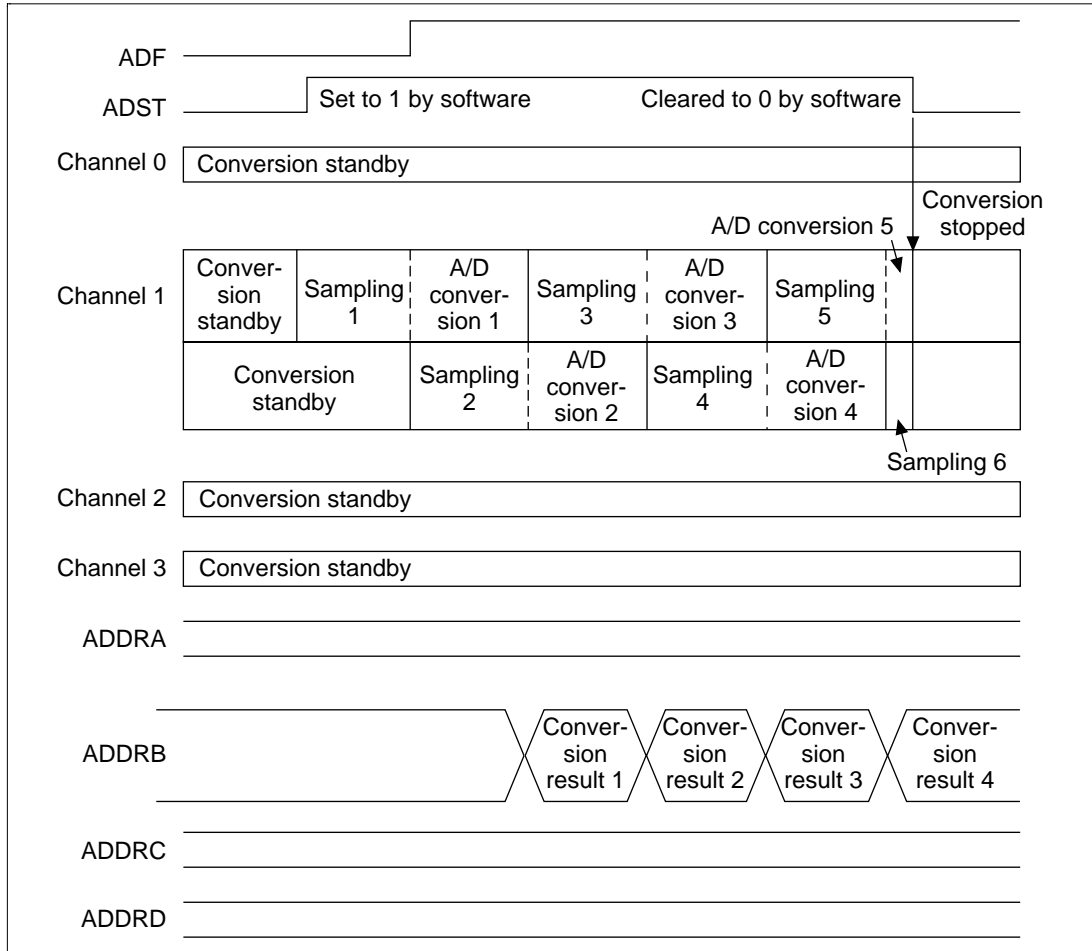 ADF
ADST
Set to 1 by software
Cleared to 0 by software
Channel 0
Conversion standby
Conversion
stopped
A/D conversion 5
Channel 1
Conver-
sion
standby
Sampling
1
A/D
conver-
sion 1
Sampling
3
A/D
conver-
sion 3
Sampling
5
Conversion
standby
Sampling
2
A/D
conver-
sion 2
Sampling
4
A/D
conver-
sion 4
Sampling 6
Channel 2
Conversion standby
Channel 3
Conversion standby
ADDRA
ADDRB
Conver-
sion
result 1
Conver-
sion
result 2
Conver-
sion
result 3
Conver-
sion
result 4
ADDRC
ADDRD